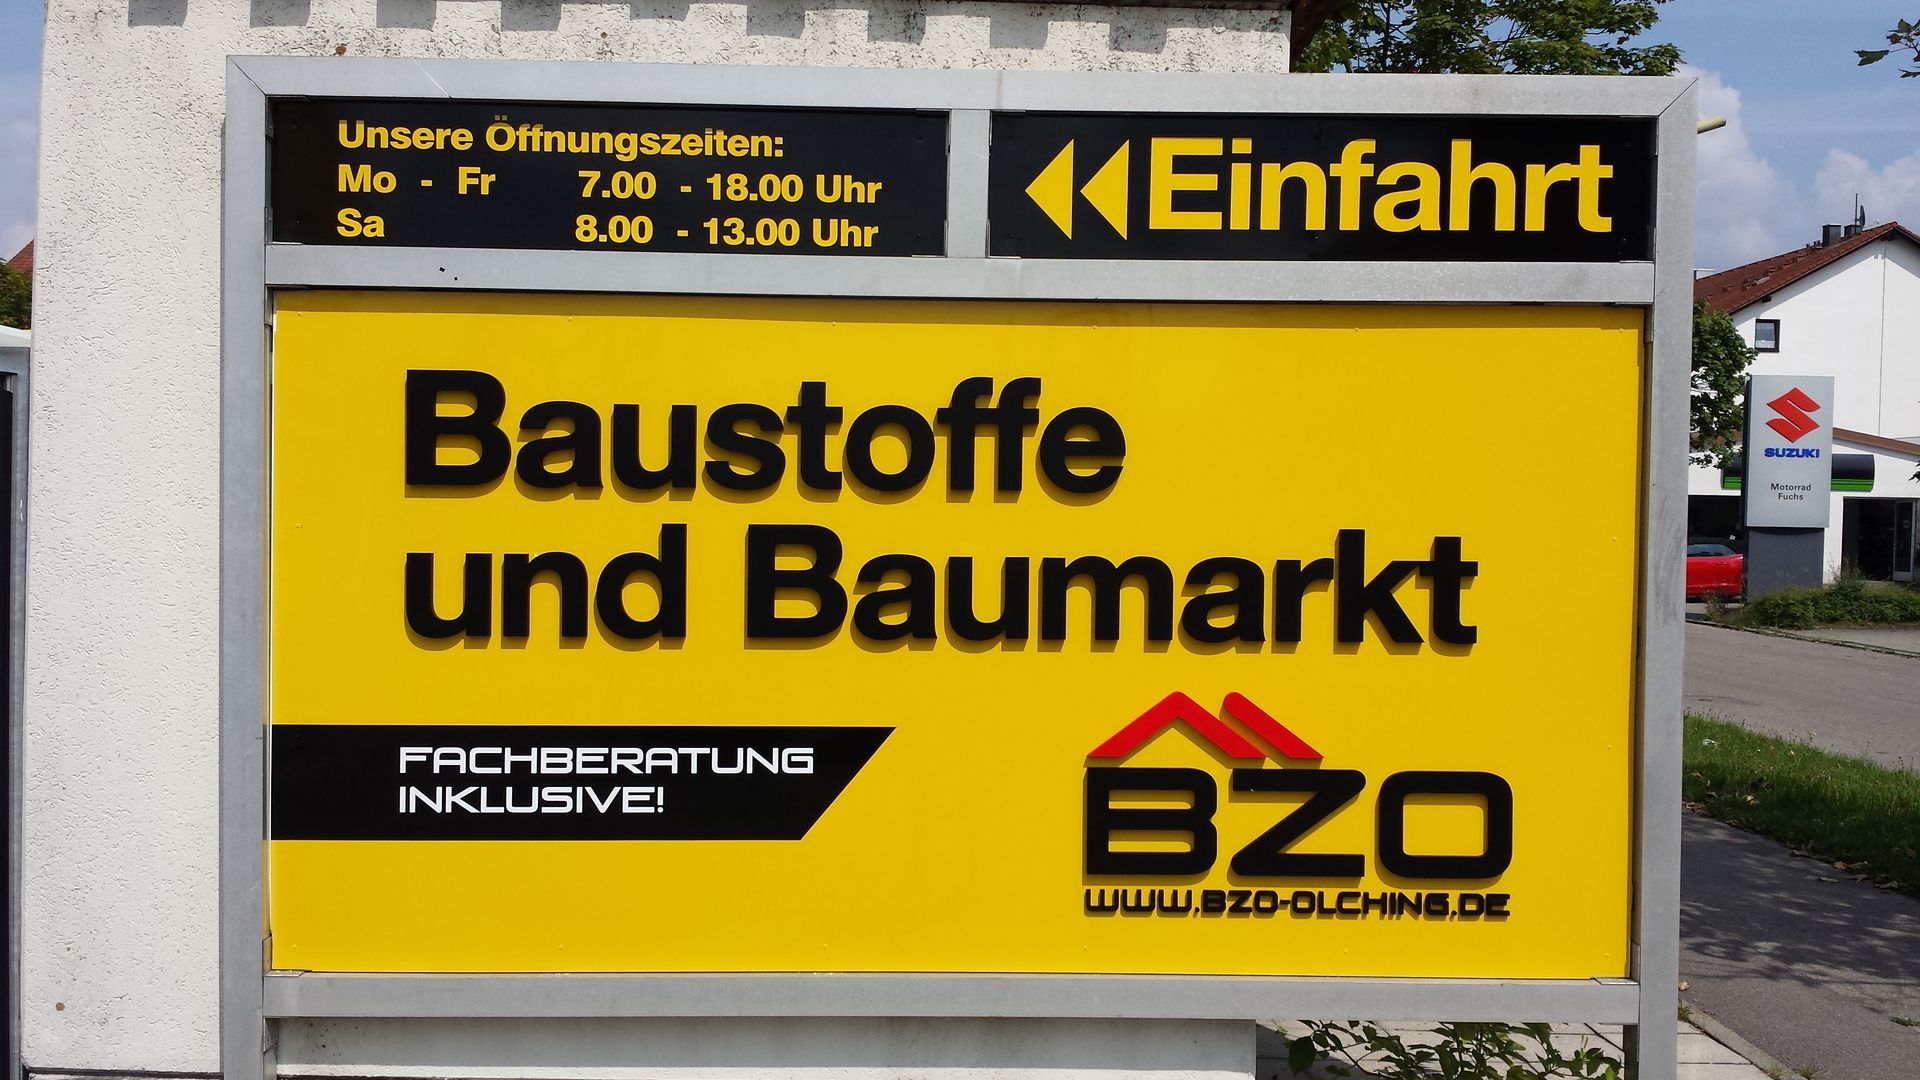 Unsere Öffnungszeiten:
Mo - Fr 7.00 - 18.00 Uhr
Sa 8.00 - 13.00 Uhr
Einfahrt
Baustoffe
und Baumarkt
FACHBERATUNG
INKLUSIVE!
BZO
WWW.BZO-OLCHING.DE
SUZUKI
Motorrad
Fuchs